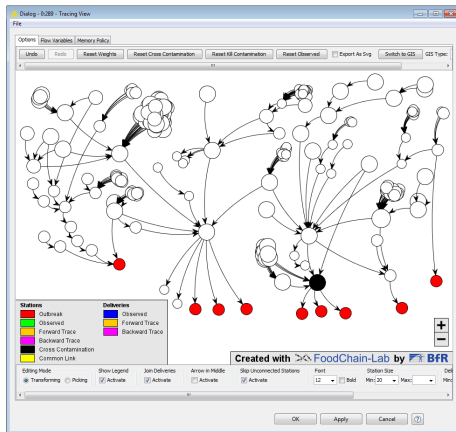 Dialog - 0:289 - Tracing View
File
Options Flow Variables Memory Policy
Undo Redo Reset Weights Reset Cross Contamination Reset Kill Contamination Reset Observed Export As Svg Switch to GIS GIS Type:
Stations Deliveries
Outbreak Observed
Observed Forward Trace
Forward Trace Backward Trace
Backward Trace
Cross Contamination
Common Link
+
−
Created with FoodChain-Lab by BfR
Editing Mode Show Legend Join Deliveries Arrow in Middle Skip Unconnected Stations Font Station Size Deli
Transforming Picking Activate Activate Activate Activate 12 Bold Min: 20 Max: Min:
OK Apply Cancel ?